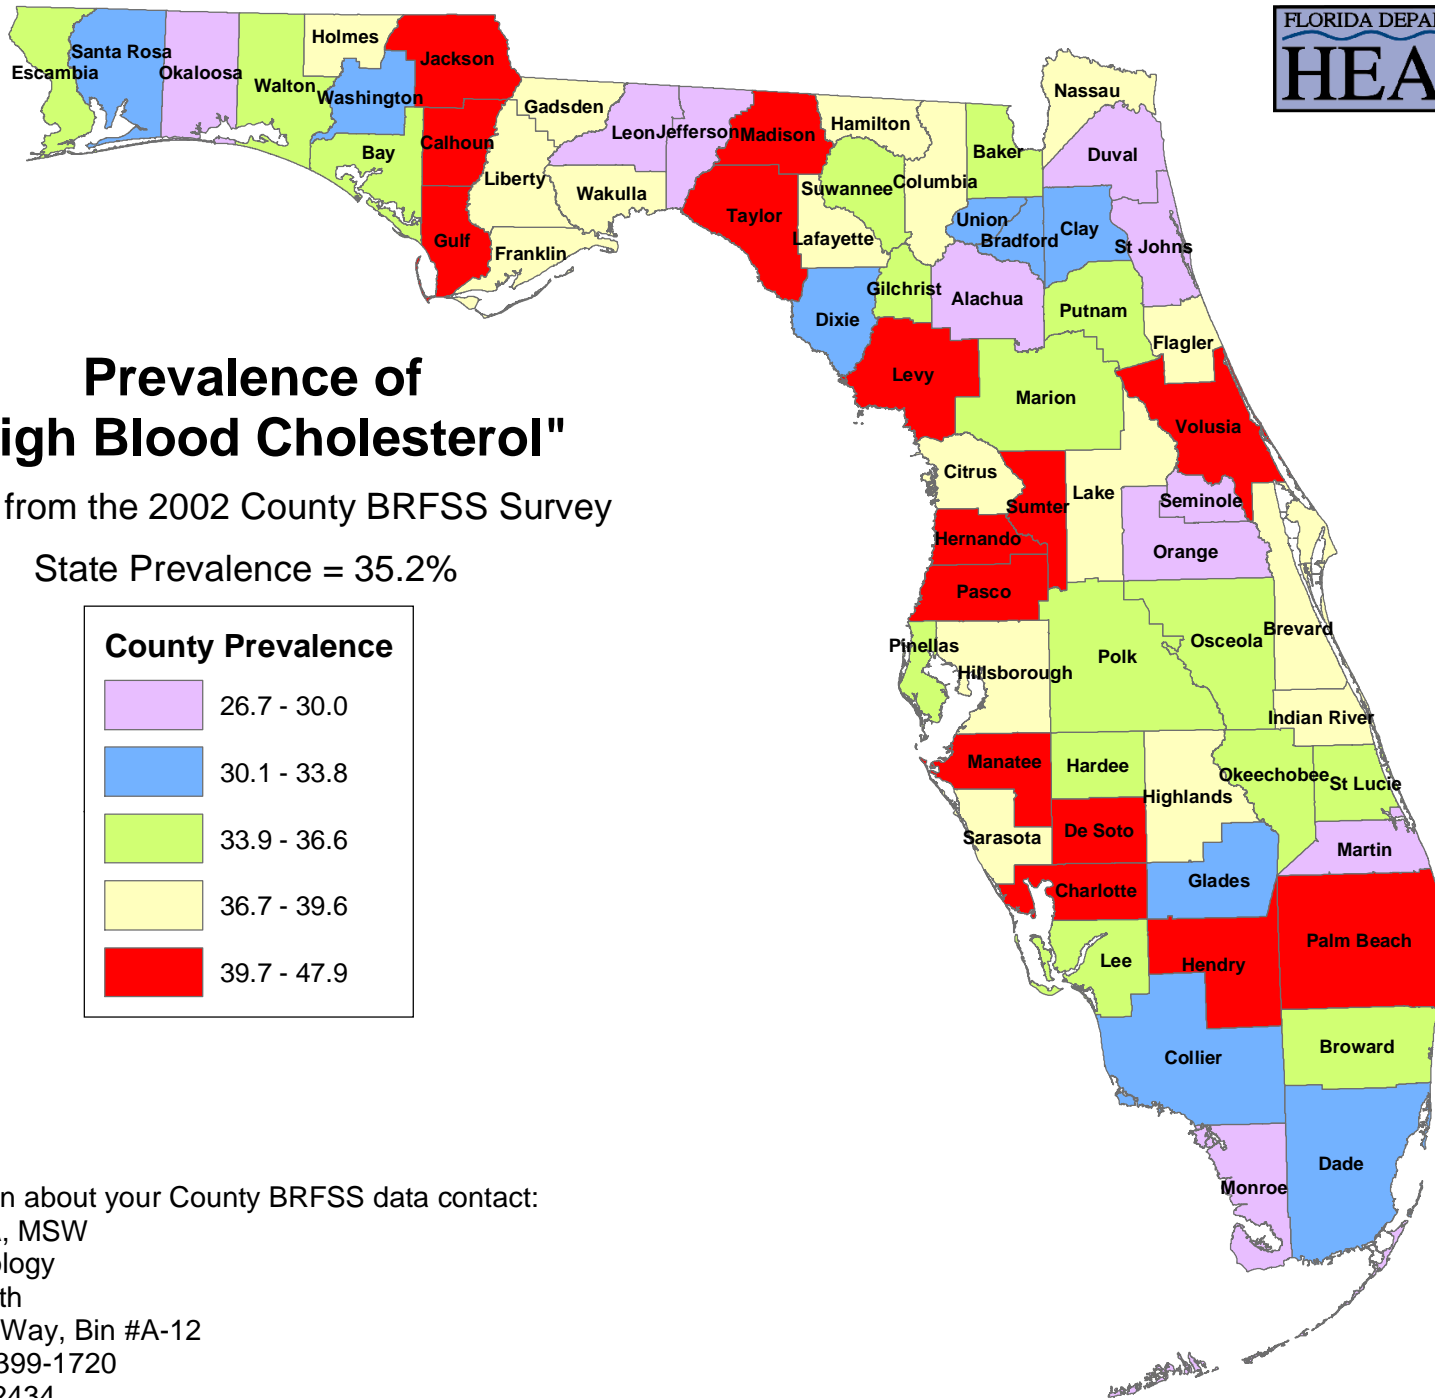 FLORIDA DEPA
HEA
Prevalence of
igh Blood Cholesterol"
from the 2002 County BRFSS Survey
State Prevalence = 35.2%
County Prevalence
26.7 - 30.0
30.1 - 33.8
33.9 - 36.6
36.7 - 39.6
39.7 - 47.9
Escambia
Santa Rosa
Okaloosa
Walton
Holmes
Washington
Jackson
Bay
Calhoun
Gulf
Gadsden
Liberty
Franklin
Leon
Wakulla
Jefferson
Madison
Taylor
Hamilton
Suwannee
Lafayette
Columbia
Baker
Nassau
Duval
Union
Bradford
Clay
St Johns
Dixie
Gilchrist
Alachua
Putnam
Flagler
Levy
Marion
Volusia
Citrus
Sumter
Lake
Seminole
Orange
Hernando
Pasco
Pinellas
Hillsborough
Polk
Osceola
Brevard
Indian River
Manatee
Hardee
Highlands
Okeechobee
St Lucie
Sarasota
De Soto
Martin
Charlotte
Glades
Lee
Hendry
Palm Beach
Collier
Broward
Monroe
Dade
n about your County BRFSS data contact:
, MSW
ology
th
Way, Bin #A-12
399-1720
2434